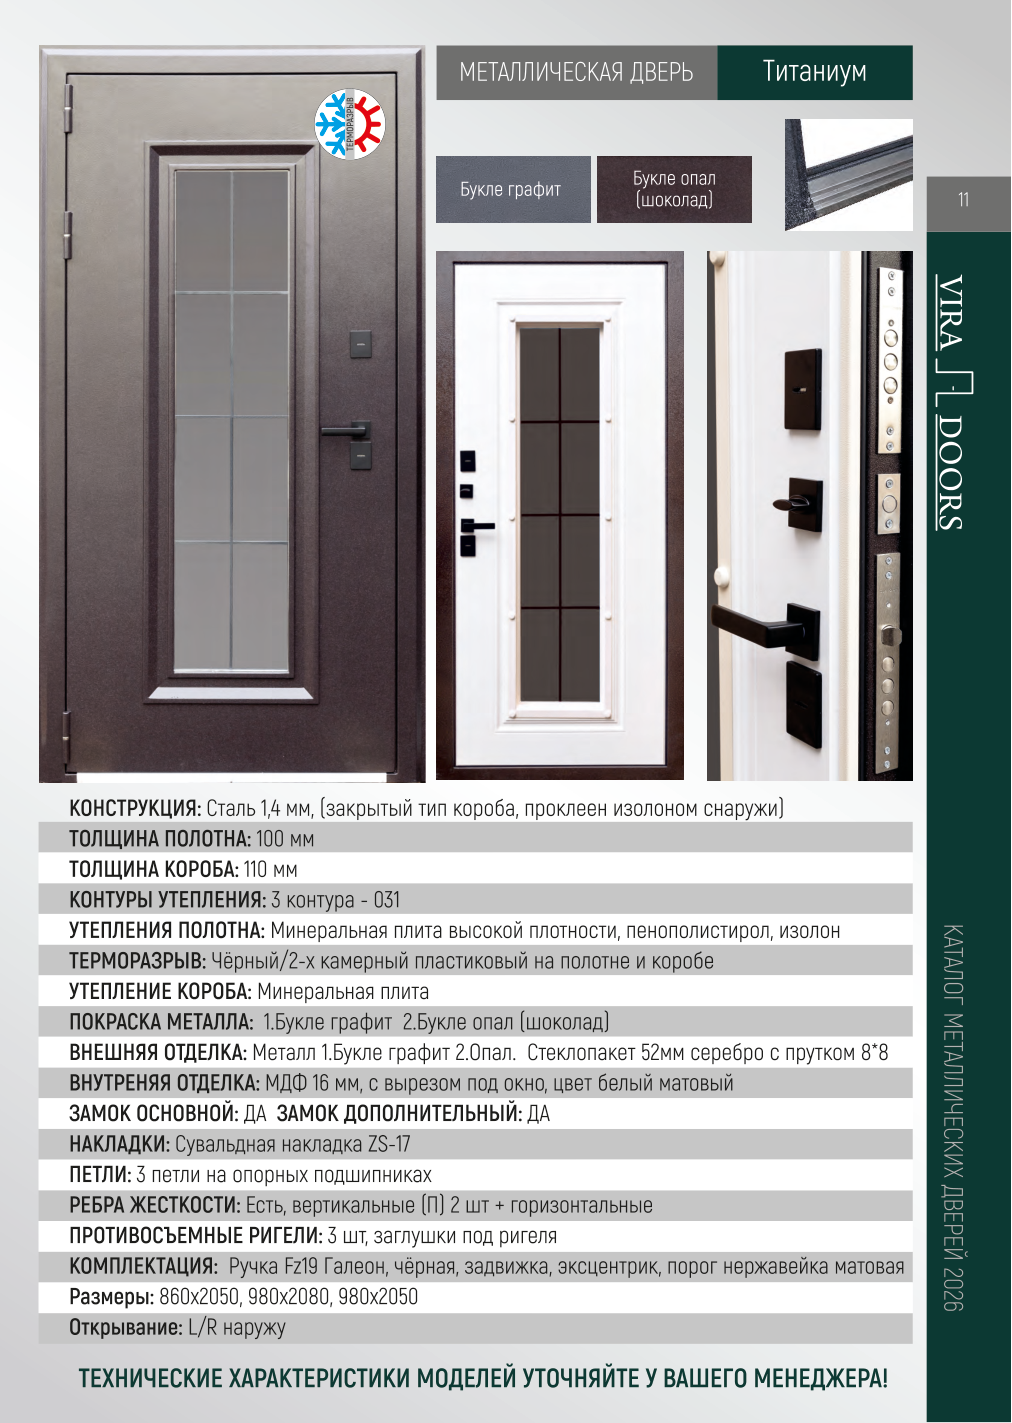 МЕТАЛЛИЧЕСКАЯ ДВЕРЬ
Титаниум
ТЕРМОРАЗРЫВ
Букле графит
Букле опал
(шоколад)
11
VIRA DOORS
КОНСТРУКЦИЯ: Сталь 1,4 мм, (закрытый тип короба, проклеен изолоном снаружи)
ТОЛЩИНА ПОЛОТНА: 100 мм
ТОЛЩИНА КОРОБА: 110 мм
КОНТУРЫ УТЕПЛЕНИЯ: 3 контура - 031
УТЕПЛЕНИЯ ПОЛОТНА: Минеральная плита высокой плотности, пенополистирол, изолон
ТЕРМОРАЗРЫВ: Чёрный/2-х камерный пластиковый на полотне и коробе
УТЕПЛЕНИЕ КОРОБА: Минеральная плита
ПОКРАСКА МЕТАЛЛА: 1.Букле графит 2.Букле опал (шоколад)
ВНЕШНЯЯ ОТДЕЛКА: Металл 1.Букле графит 2.Опал. Стеклопакет 52мм серебро с прутком 8*8
ВНУТРЕНЯЯ ОТДЕЛКА: МДФ 16 мм, с вырезом под окно, цвет белый матовый
ЗАМОК ОСНОВНОЙ: ДА ЗАМОК ДОПОЛНИТЕЛЬНЫЙ: ДА
НАКЛАДКИ: Сувальдная накладка ZS-17
ПЕТЛИ: 3 петли на опорных подшипниках
РЕБРА ЖЕСТКОСТИ: Есть, вертикальные (П) 2 шт + горизонтальные
ПРОТИВОСЪЕМНЫЕ РИГЕЛИ: 3 шт, заглушки под ригеля
КОМПЛЕКТАЦИЯ: Ручка Fz19 Галеон, чёрная, задвижка, эксцентрик, порог нержавейка матовая
Размеры: 860х2050, 980х2080, 980х2050
Открывание: L/R наружу
КАТАЛОГ МЕТАЛЛИЧЕСКИХ ДВЕРЕЙ 2026
ТЕХНИЧЕСКИЕ ХАРАКТЕРИСТИКИ МОДЕЛЕЙ УТОЧНЯЙТЕ У ВАШЕГО МЕНЕДЖЕРА!